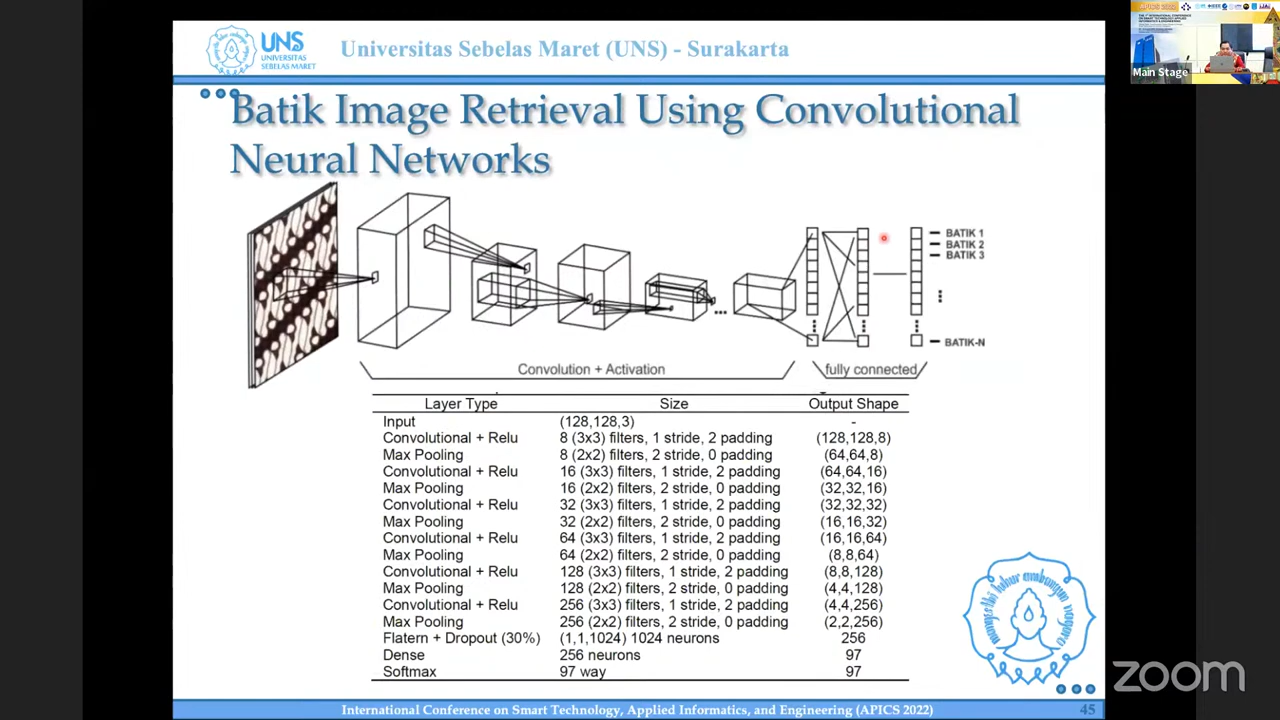 UNS
UNIVERSITAS
SEBELAS MARET
Universitas Sebelas Maret (UNS) - Surakarta
Main Stage
Batik Image Retrieval Using Convolutional
Neural Networks
BATIK 1
BATIK 2
BATIK 3
BATIK-N
Convolution + Activation
fully connected
Layer Type Size Output Shape
Input (128,128,3) -
Convolutional + Relu 8 (3x3) filters, 1 stride, 2 padding (128,128,8)
Max Pooling 8 (2x2) filters, 2 stride, 0 padding (64,64,8)
Convolutional + Relu 16 (3x3) filters, 1 stride, 2 padding (64,64,16)
Max Pooling 16 (2x2) filters, 2 stride, 0 padding (32,32,16)
Convolutional + Relu 32 (3x3) filters, 1 stride, 2 padding (32,32,32)
Max Pooling 32 (2x2) filters, 2 stride, 0 padding (16,16,32)
Convolutional + Relu 64 (3x3) filters, 1 stride, 2 padding (16,16,64)
Max Pooling 64 (2x2) filters, 2 stride, 0 padding (8,8,64)
Convolutional + Relu 128 (3x3) filters, 1 stride, 2 padding (8,8,128)
Max Pooling 128 (2x2) filters, 2 stride, 0 padding (4,4,128)
Convolutional + Relu 256 (3x3) filters, 1 stride, 2 padding (4,4,256)
Max Pooling 256 (2x2) filters, 2 stride, 0 padding (2,2,256)
Flatern + Dropout (30%) (1,1,1024) 1024 neurons 256
Dense 256 neurons 97
Softmax 97 way 97
zoom
International Conference on Smart Technology, Applied Informatics, and Engineering (APICS 2022) 45